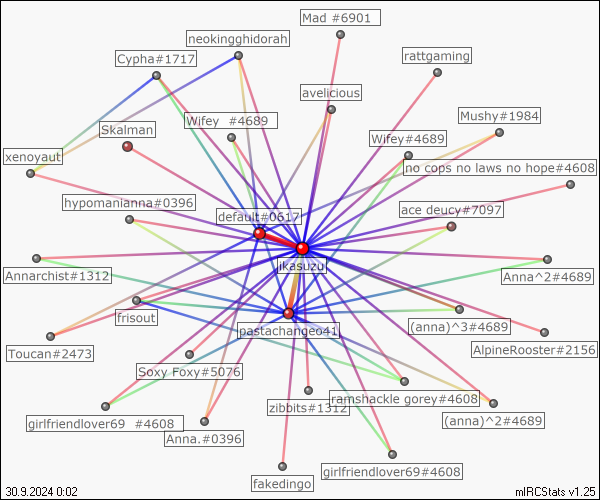 Mad #6901
neokingghidorah
Cypha#1717
rattgaming
avelicious
Mushy#1984
Wifey #4689
Skalman
Wifey#4689
xenoyaut
no cops no laws no hope#4608
hypomanianna#0396
default#0617
ace deucy#7097
jkasuzu
Annarchist#1312
Anna^2#4689
frisout
pastachanger41
(anna)^3#4689
Toucan#2473
AlpineRooster#2156
Soxy Foxy#5076
zibbits#1312
ramshackle gorey#4608
girlfriendlover69 #4608
(anna)^2#4689
Anna.#0396
fakedingo
girlfriendlover69#4608
30.9.2024 0:02
mIRCStats v1.25